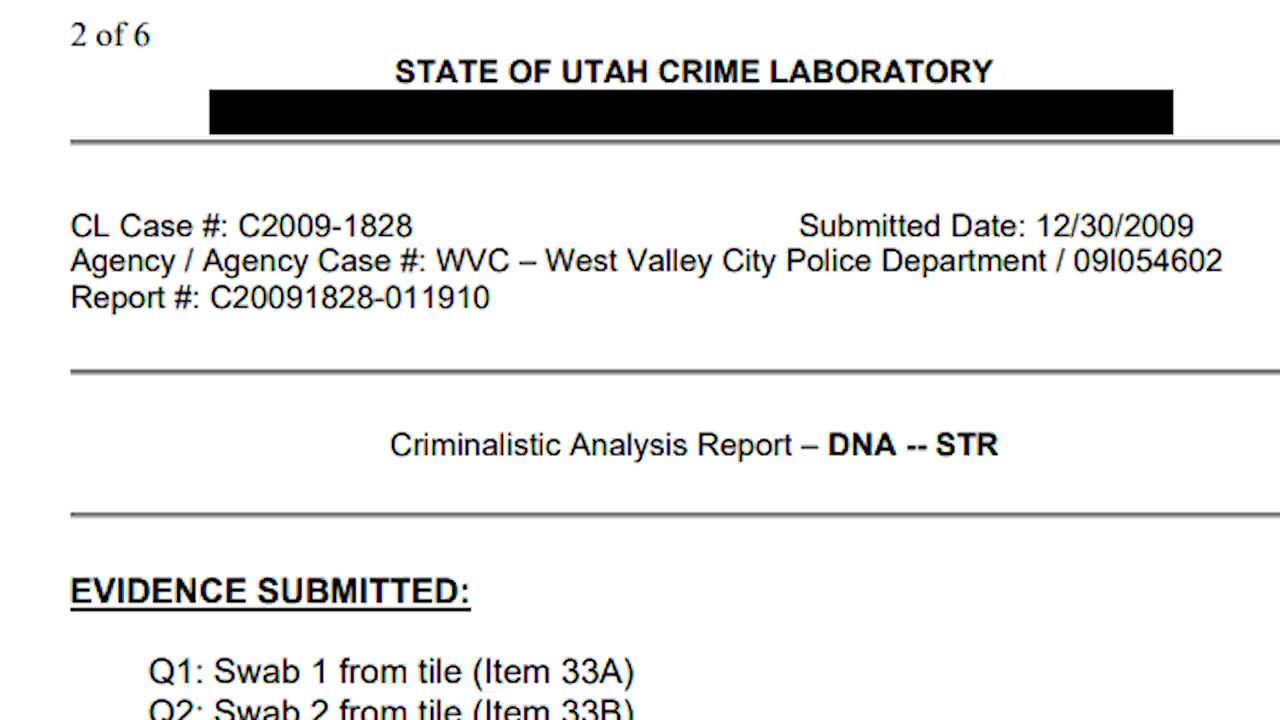 2 of 6
STATE OF UTAH CRIME LABORATORY
CL Case #: C2009-1828 Submitted Date: 12/30/2009
Agency / Agency Case #: WVC – West Valley City Police Department / 09I054602
Report #: C20091828-011910
Criminalistic Analysis Report – DNA -- STR
EVIDENCE SUBMITTED:
Q1: Swab 1 from tile (Item 33A)
Q2: Swab 2 from tile (Item 33B)